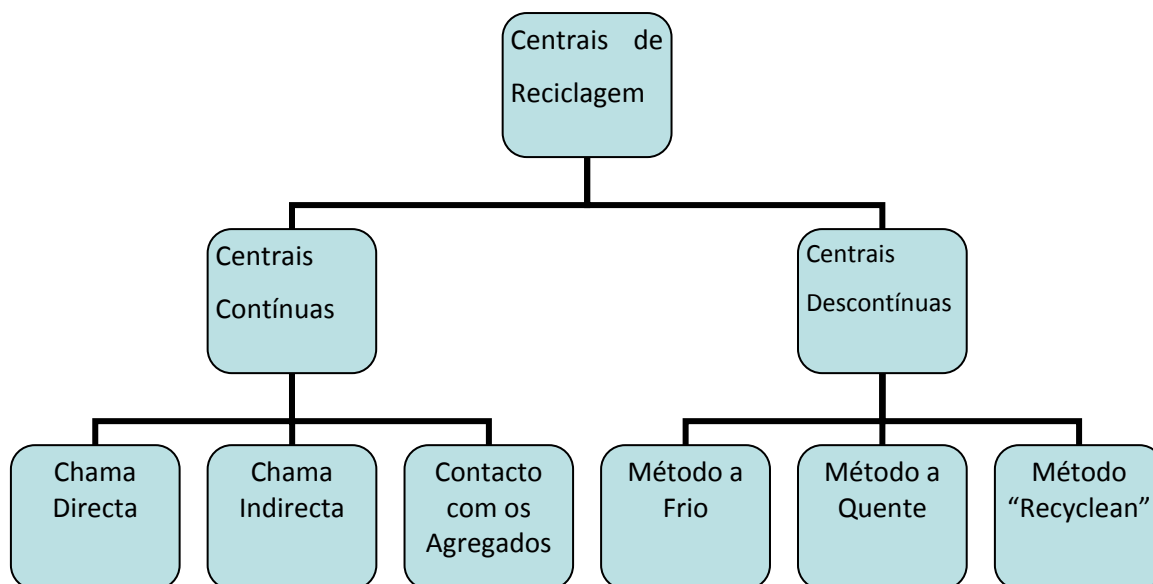 Centrais de
Reciclagem
Centrais
Contínuas
Centrais
Descontínuas
Chama
Directa
Chama
Indirecta
Contacto
com os
Agregados
Método a
Frio
Método a
Quente
Método
“Recyclean”